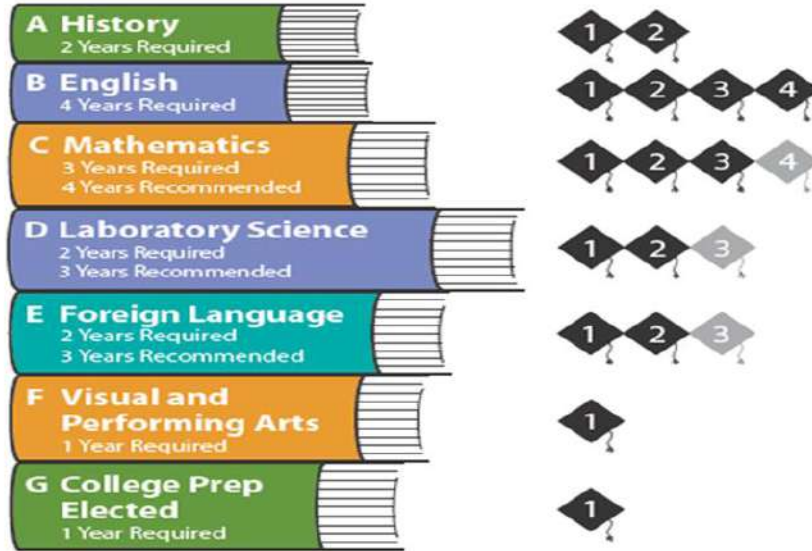 A History
2 Years Required
1 2
B English
4 Years Required
1 2 3 4
C Mathematics
3 Years Required
4 Years Recommended
1 2 3 4
D Laboratory Science
2 Years Required
3 Years Recommended
1 2 3
E Foreign Language
2 Years Required
3 Years Recommended
1 2 3
F Visual and
Performing Arts
1 Year Required
1
G College Prep
Elected
1 Year Required
1